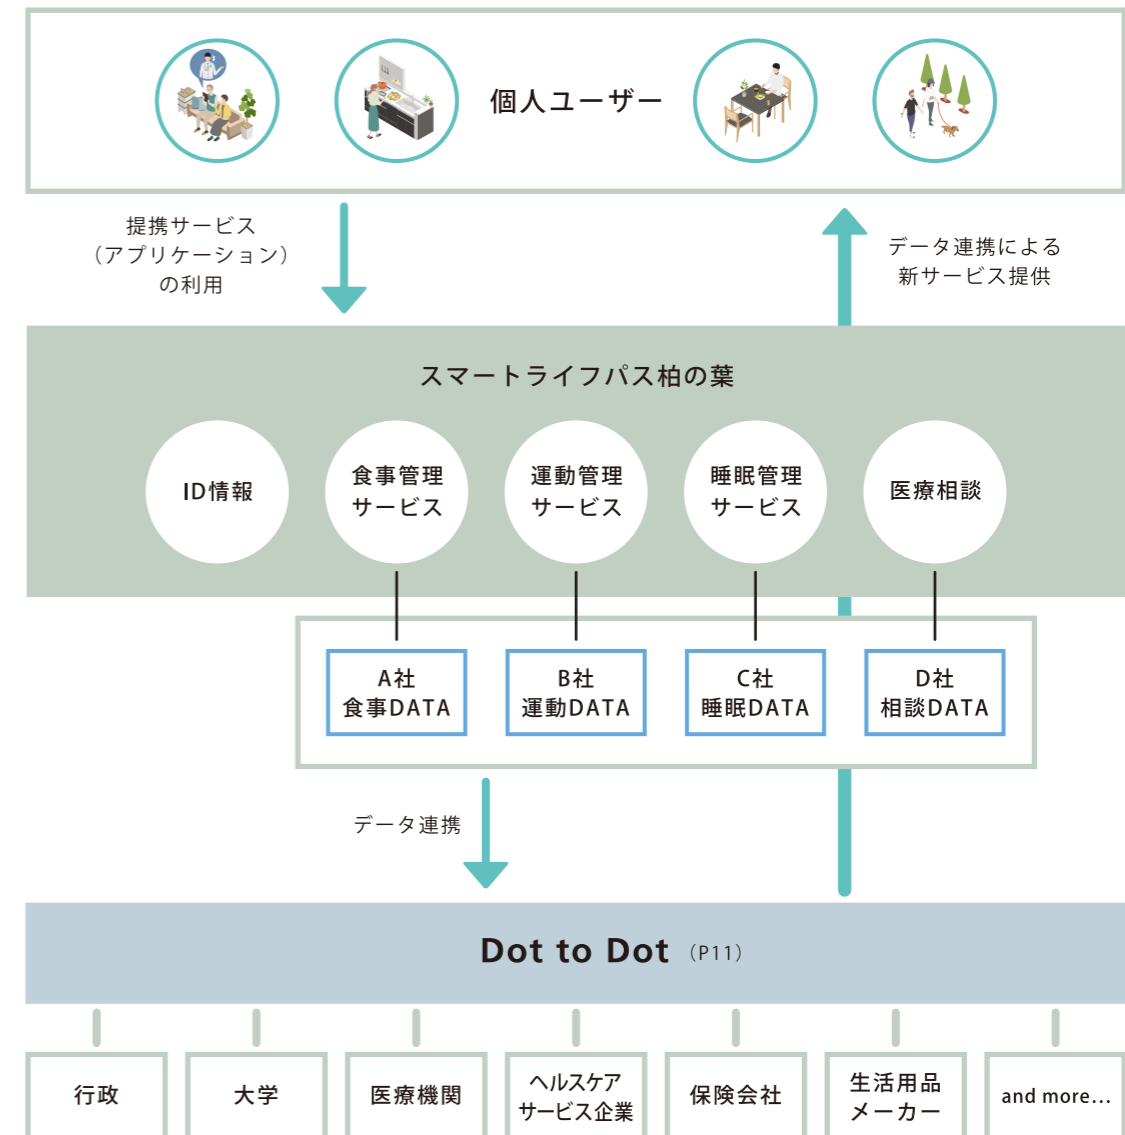 個人ユーザー
提携サービス
（アプリケーション）
の利用
データ連携による
新サービス提供
スマートライフパス柏の葉
ID情報
食事管理
サービス
運動管理
サービス
睡眠管理
サービス
医療相談
A社
食事DATA
B社
運動DATA
C社
睡眠DATA
D社
相談DATA
データ連携
Dot to Dot （P11）
行政
大学
医療機関
ヘルスケア
サービス企業
保険会社
生活用品
メーカー
and more...